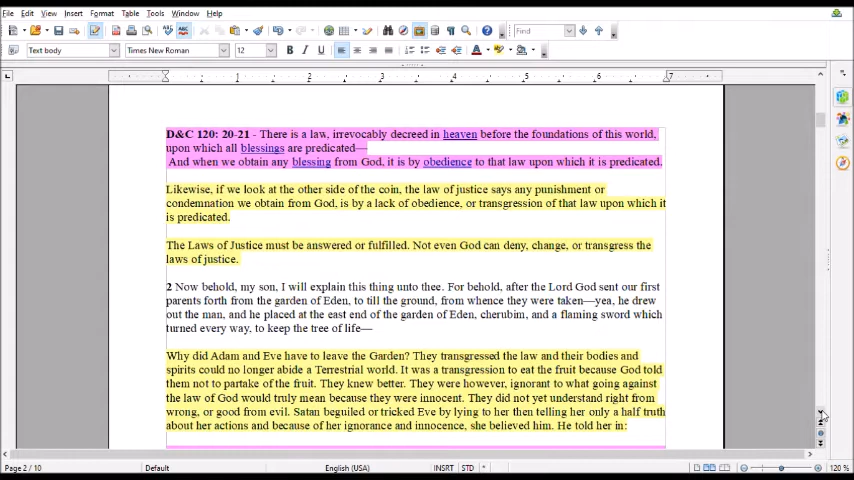 File Edit View Insert Format Table Tools Window Help
Find
Text body Times New Roman 12 B I U A
1 2 3 4 5 6 7
D&C 120: 20-21 - There is a law, irrevocably decreed in heaven before the foundations of this world,
upon which all blessings are predicated—
And when we obtain any blessing from God, it is by obedience to that law upon which it is predicated.
Likewise, if we look at the other side of the coin, the law of justice says any punishment or
condemnation we obtain from God, is by a lack of obedience, or transgression of that law upon which it
is predicated.
The Laws of Justice must be answered or fulfilled. Not even God can deny, change, or transgress the
laws of justice.
2 Now behold, my son, I will explain this thing unto thee. For behold, after the Lord God sent our first
parents forth from the garden of Eden, to till the ground, from whence they were taken—yea, he drew
out the man, and he placed at the east end of the garden of Eden, cherubim, and a flaming sword which
turned every way, to keep the tree of life—
Why did Adam and Eve have to leave the Garden? They transgressed the law and their bodies and
spirits could no longer abide a Terrestrial world. It was a transgression to eat the fruit because God told
them not to partake of the fruit. They knew better. They were however, ignorant to what going against
the law of God would truly mean because they were innocent. They did not yet understand right from
wrong, or good from evil. Satan beguiled or tricked Eve by lying to her then telling her only a half truth
about her actions and because of her ignorance and innocence, she believed him. He told her in:
Page 2 / 10 Default English (USA) INSRT STD * 120 %